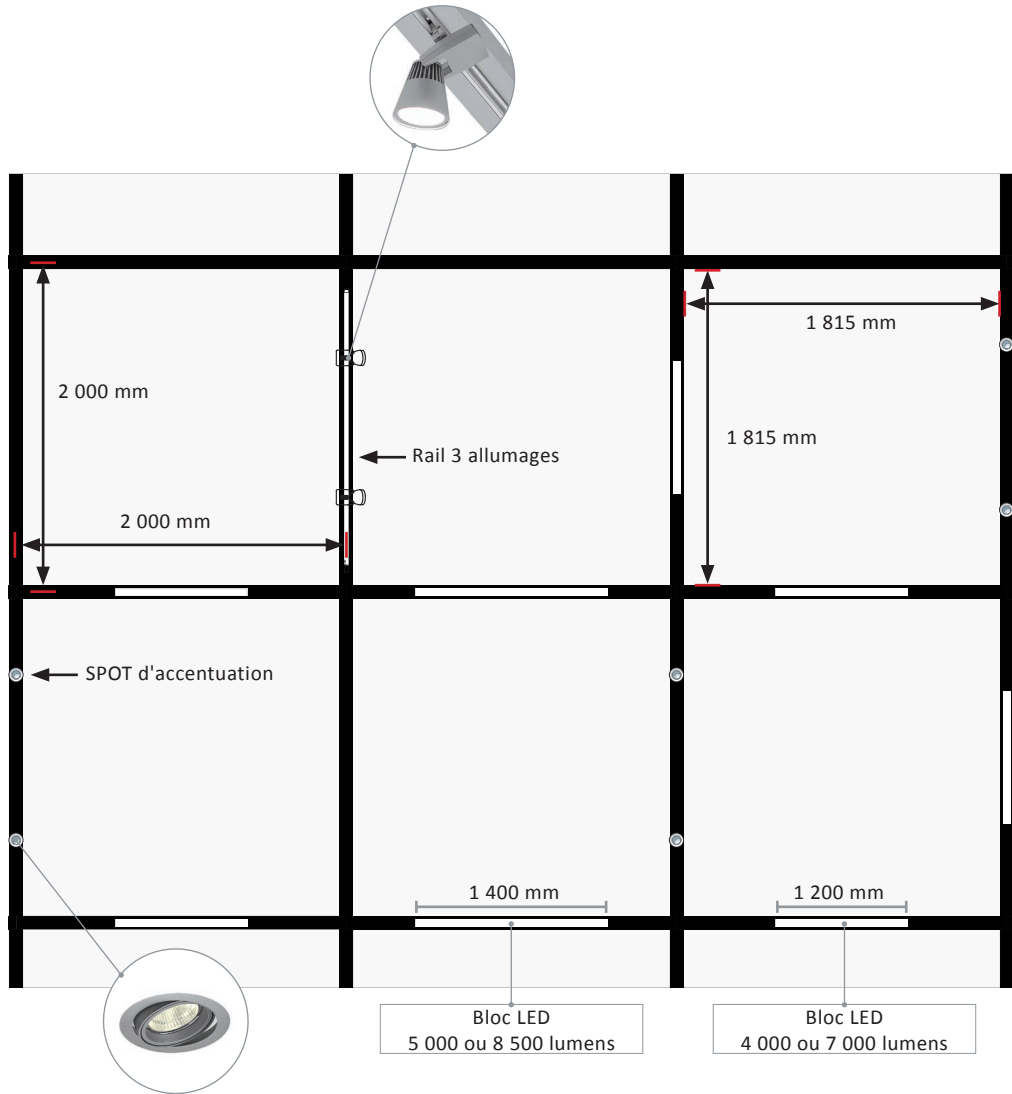 1 815 mm
2 000 mm
1 815 mm
Rail 3 allumages
2 000 mm
SPOT d'accentuation
1 400 mm
1 200 mm
Bloc LED
5 000 ou 8 500 lumens
Bloc LED
4 000 ou 7 000 lumens